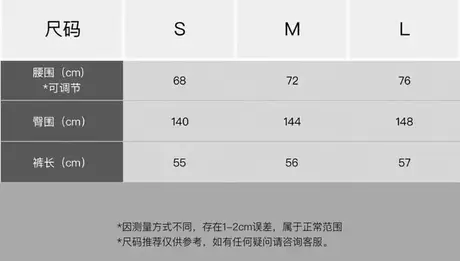 尺码 S M L
腰围（cm） 68 72 76
*可调节
臀围（cm） 140 144 148
裤长（cm） 55 56 57
*因测量方式不同，存在1-2cm误差，属于正常范围
*尺码推荐仅供参考，如有任何疑问请咨询客服。